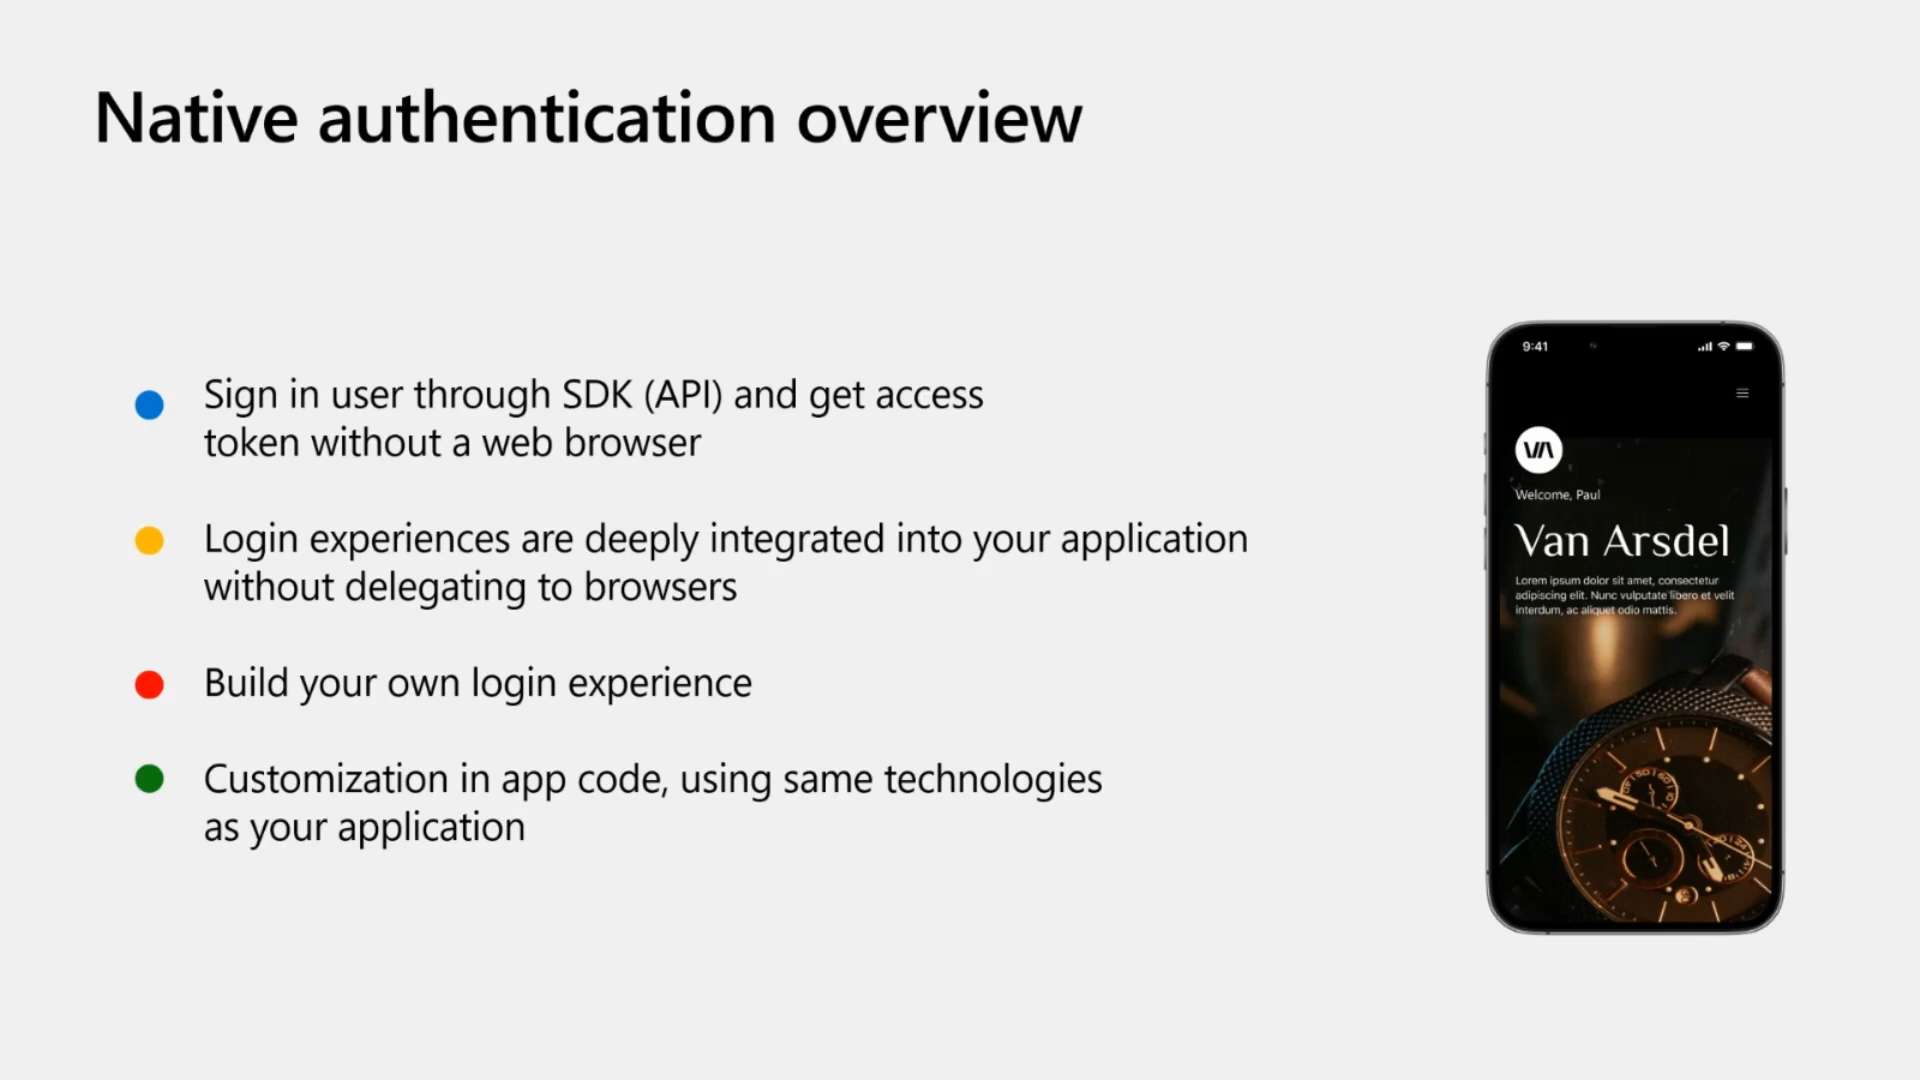 Native authentication overview
Sign in user through SDK (API) and get access
token without a web browser
Login experiences are deeply integrated into your application
without delegating to browsers
Build your own login experience
Customization in app code, using same technologies
as your application
9:41
VA
Welcome, Paul
Van Arsdel
Lorem ipsum dolor sit amet, consectetur
adipiscing elit. Nunc vulputate libero et velit
interdum, ac aliquet odio mattis.